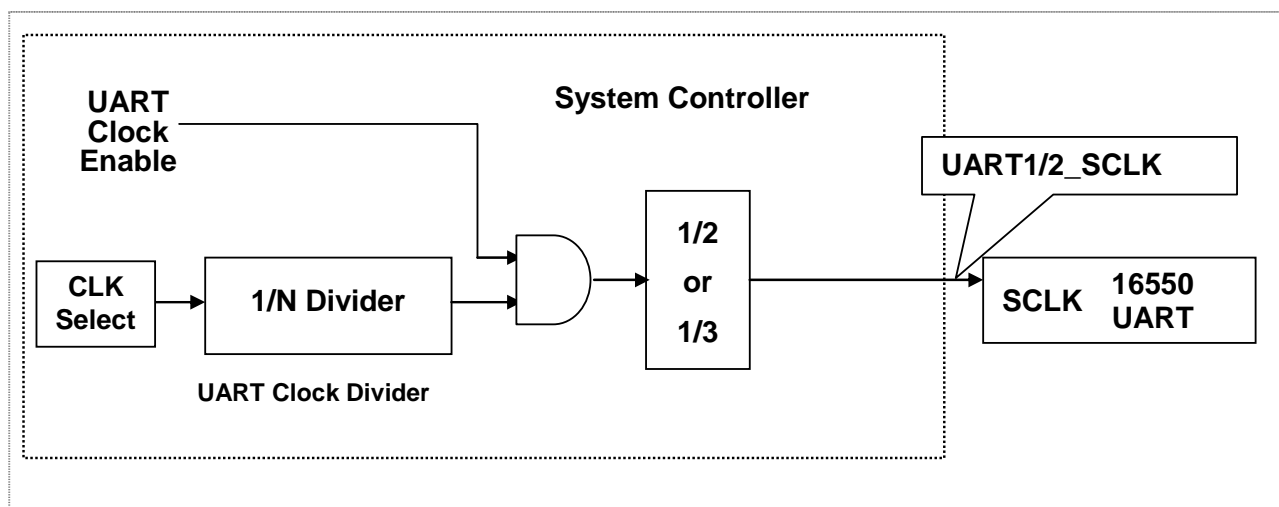 System Controller
UART
Clock
Enable
UART1/2_SCLK
CLK
Select
1/N Divider
1/2
or
1/3
SCLK 16550
UART
UART Clock Divider